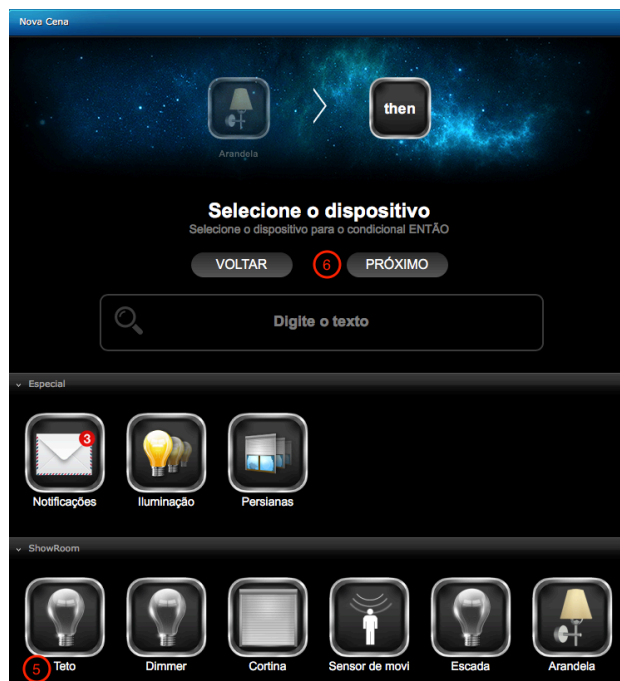 Nova Cena
then
Arandela
Selecione o dispositivo
Selecione o dispositivo para o condicional ENTÃO
VOLTAR 6 PRÓXIMO
Digite o texto
Especial
3
Notificações Iluminação Persianas
ShowRoom
5 Teto Dimmer Cortina Sensor de movi Escada Arandela